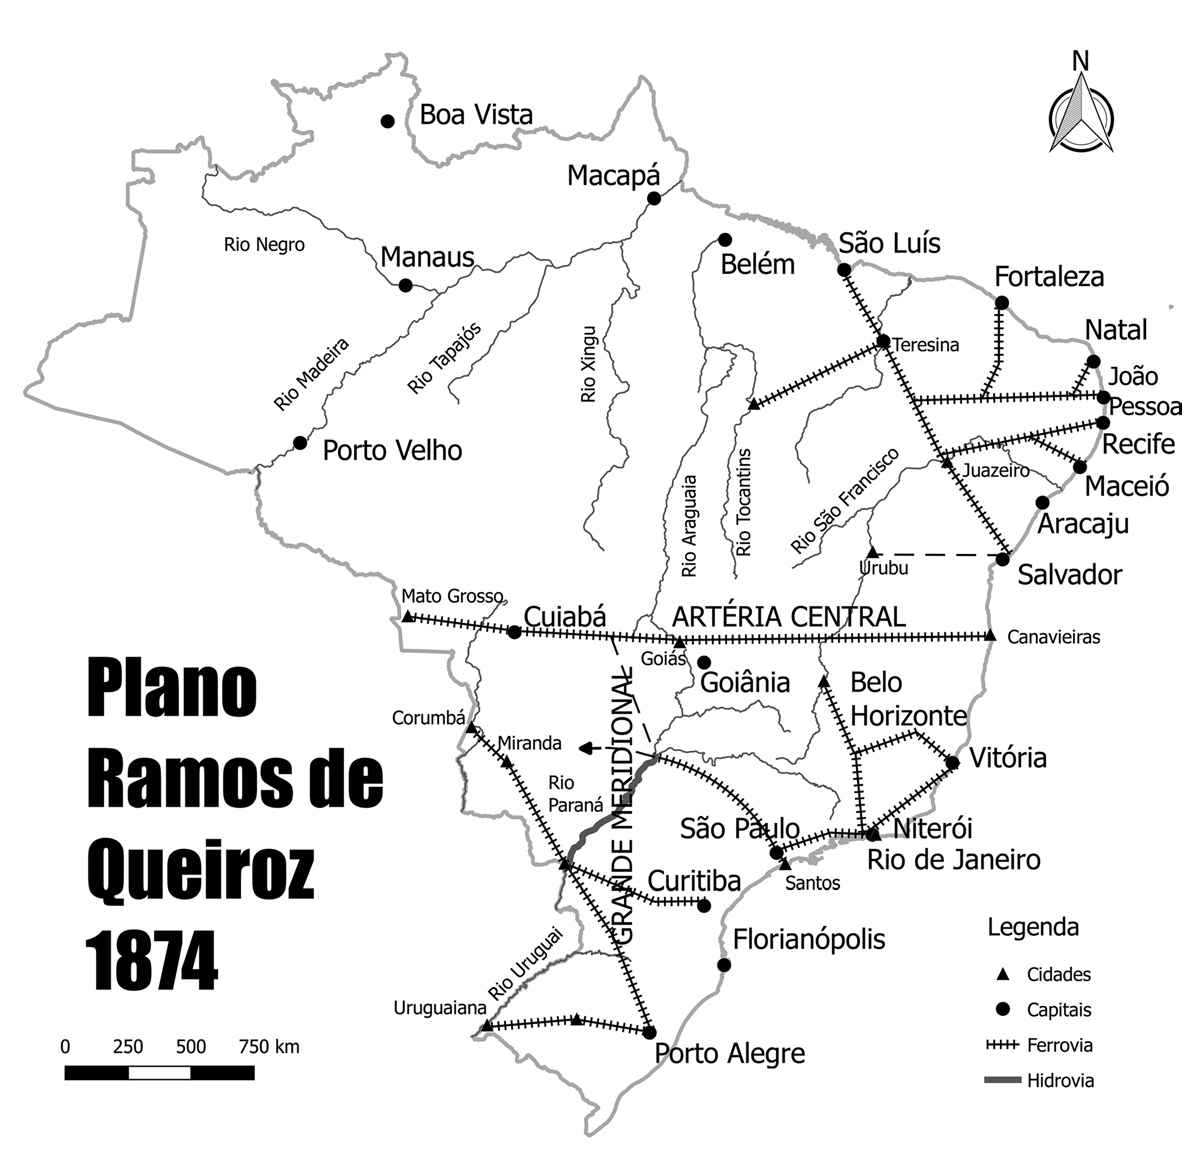 N
Boa Vista
Macapá
São Luís
Rio Negro
Manaus
Belém
Fortaleza
Natal
Teresina
João
Pessoa
Rio Madeira
Rio Tapajós
Rio Xingu
Recife
Porto Velho
Juazeiro
Maceió
Rio Araguaia
Rio Tocantins
Rio São Francisco
Aracaju
Urubu
Salvador
Mato Grosso
Cuiabá
ARTÉRIA CENTRAL
Canavieiras
Goiás
Goiânia
Plano
Ramos de
Queiroz
1874
GRANDE MERIDIONAL
Belo
Horizonte
Corumbá
Miranda
Vitória
Rio
Paraná
São Paulo
Niterói
Rio de Janeiro
Curitiba
Santos
Florianópolis
Rio Uruguai
Uruguaiana
Porto Alegre
Legenda
Cidades
Capitais
Ferrovia
Hidrovia
0 250 500 750 km